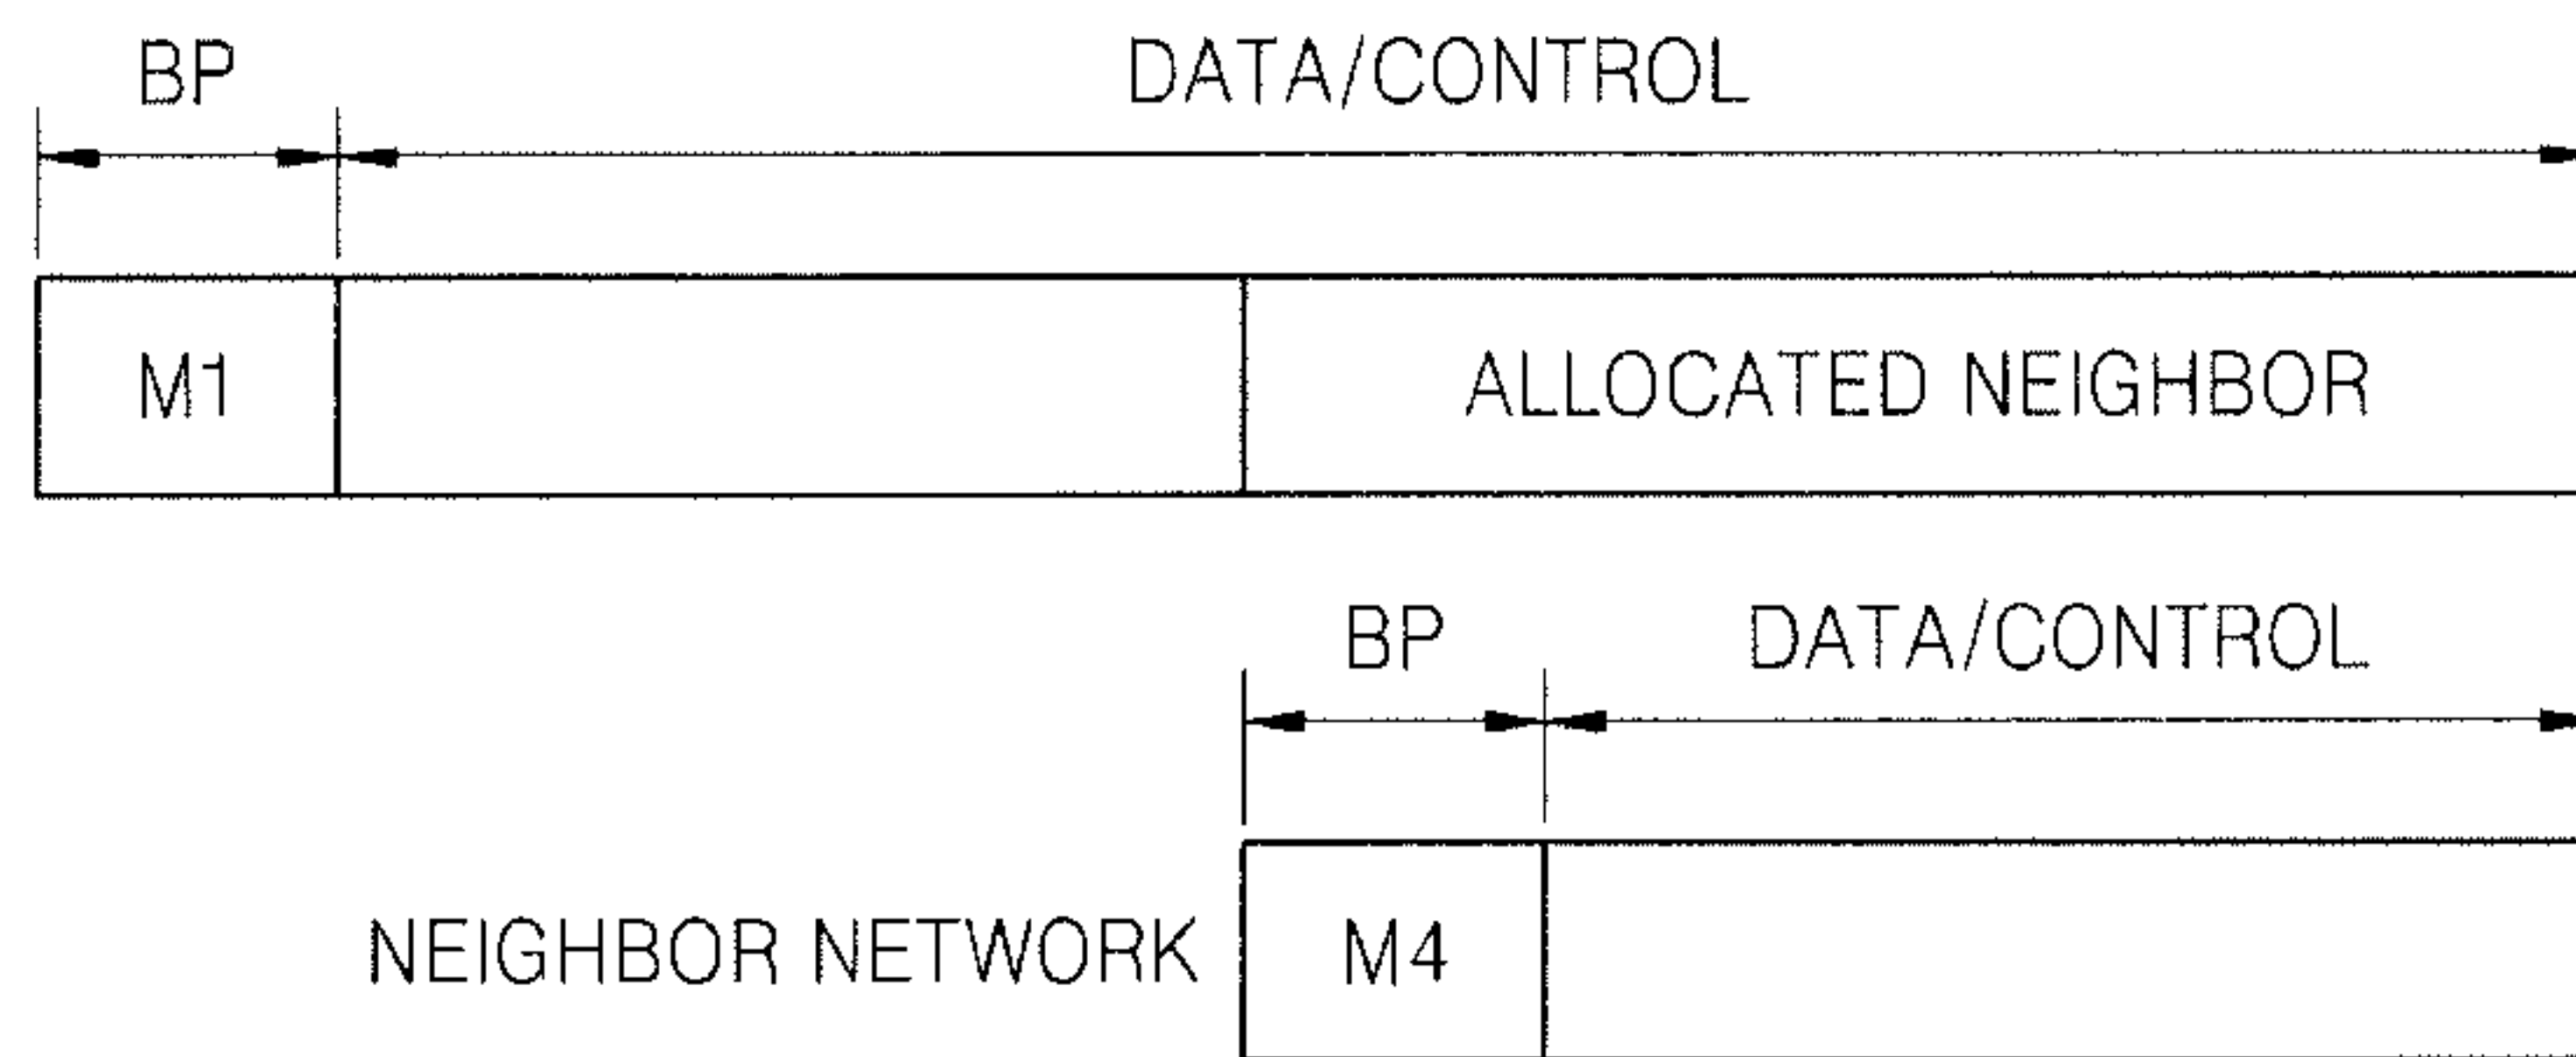 BP DATA/CONTROL
M1 ALLOCATED NEIGHBOR
BP DATA/CONTROL
NEIGHBOR NETWORK M4